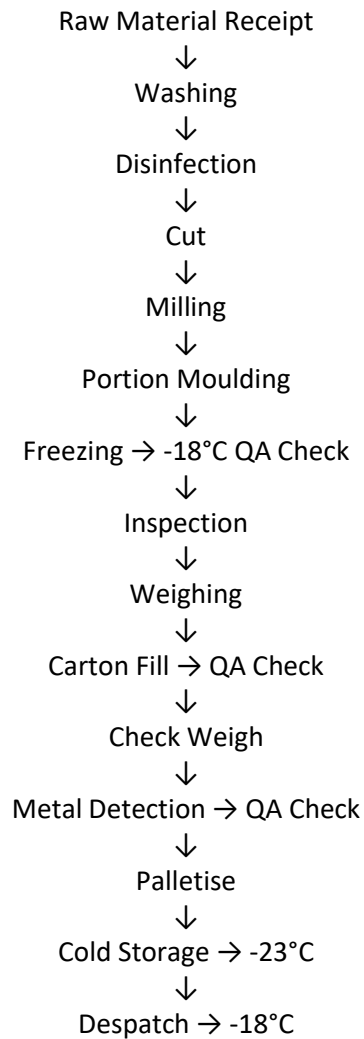 Raw Material Receipt
↓
Washing
↓
Disinfection
↓
Cut
↓
Milling
↓
Portion Moulding
↓
Freezing → -18°C QA Check
↓
Inspection
↓
Weighing
↓
Carton Fill → QA Check
↓
Check Weigh
↓
Metal Detection → QA Check
↓
Palletise
↓
Cold Storage → -23°C
↓
Despatch → -18°C